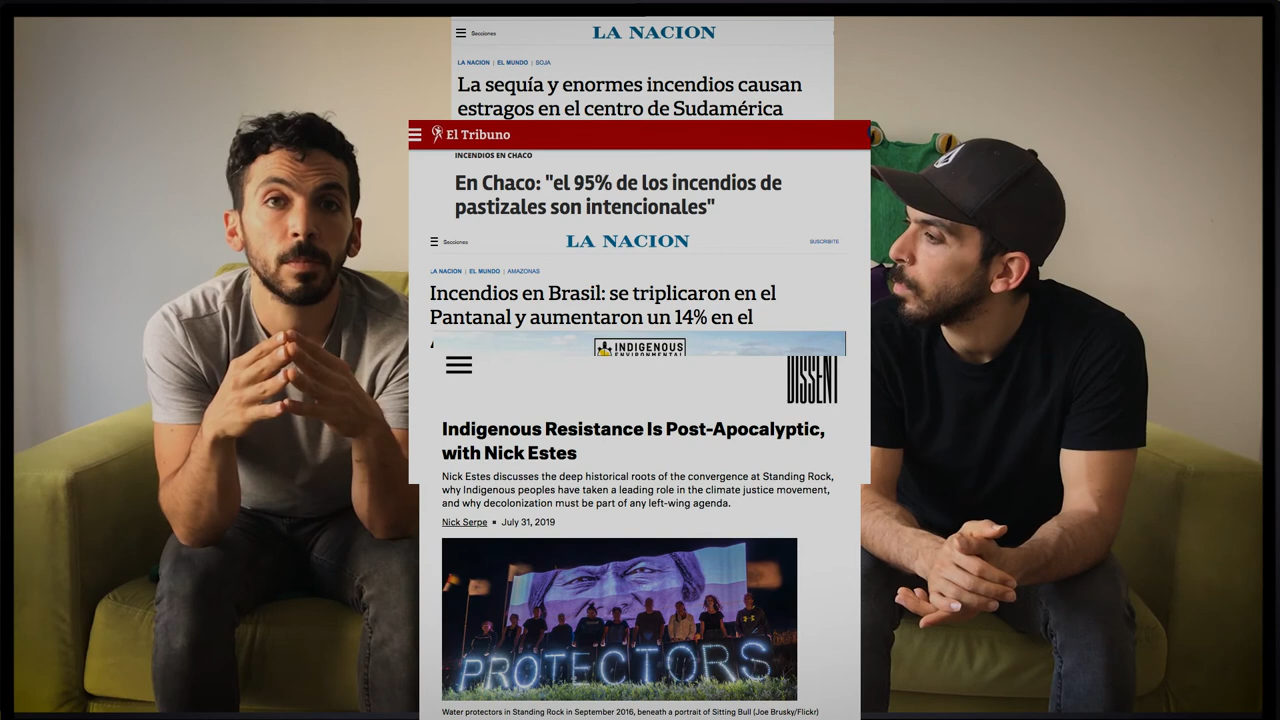 Secciones
LA NACION
LA NACION | EL MUNDO | SOJA
La sequía y enormes incendios causan
estragos en el centro de Sudamérica
El Tribuno
INCENDIOS EN CHACO
En Chaco: "el 95% de los incendios de
pastizales son intencionales"
Secciones
LA NACION
SUSCRIBITE
LA NACION | EL MUNDO | AMAZONAS
Incendios en Brasil: se triplicaron en el
Pantanal y aumentaron un 14% en el
INDIGENOUS
ENVIRONMENTAL
DISSENT
Indigenous Resistance Is Post-Apocalyptic,
with Nick Estes
Nick Estes discusses the deep historical roots of the convergence at Standing Rock,
why Indigenous peoples have taken a leading role in the climate justice movement,
and why decolonization must be part of any left-wing agenda.
Nick Serpe ▪ July 31, 2019
PROTECTORS
Water protectors in Standing Rock in September 2016, beneath a portrait of Sitting Bull (Joe Brusky/Flickr)